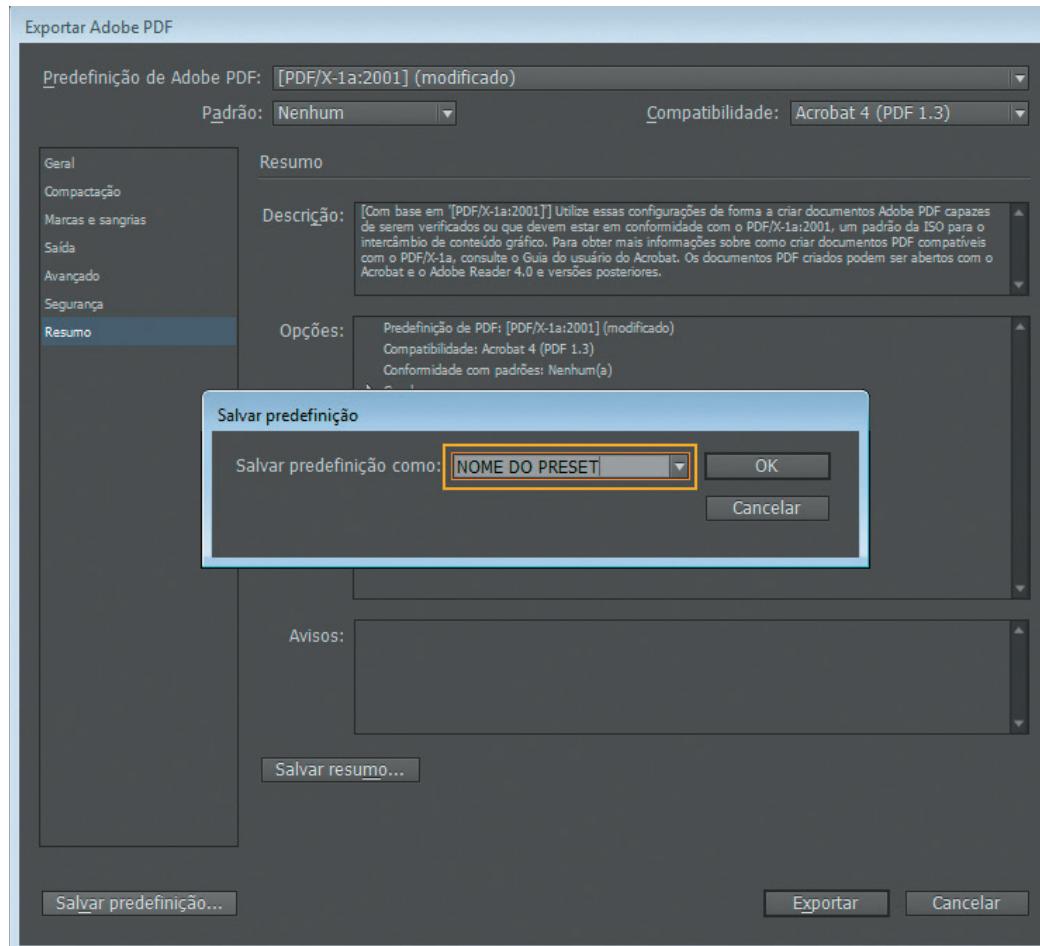 Exportar Adobe PDF
Predefinição de Adobe PDF: [PDF/X-1a:2001] (modificado)
Padrão: Nenhum Compatibilidade: Acrobat 4 (PDF 1.3)
Geral
Compactação
Marcas e sangrias
Saída
Avançado
Segurança
Resumo
Resumo
Descrição: [Com base em '[PDF/X-1a:2001]'] Utilize essas configurações de forma a criar documentos Adobe PDF capazes
de serem verificados ou que devem estar em conformidade com o PDF/X-1a:2001, um padrão da ISO para o
intercâmbio de conteúdo gráfico. Para obter mais informações sobre como criar documentos PDF compatíveis
com o PDF/X-1a, consulte o Guia do usuário do Acrobat. Os documentos PDF criados podem ser abertos com o
Acrobat e o Adobe Reader 4.0 e versões posteriores.
Opções: Predefinição de PDF: [PDF/X-1a:2001] (modificado)
Compatibilidade: Acrobat 4 (PDF 1.3)
Conformidade com padrões: Nenhum(a)
Salvar predefinição
Salvar predefinição como: NOME DO PRESET OK
Cancelar
Avisos:
Salvar resumo...
Salvar predefinição... Exportar Cancelar